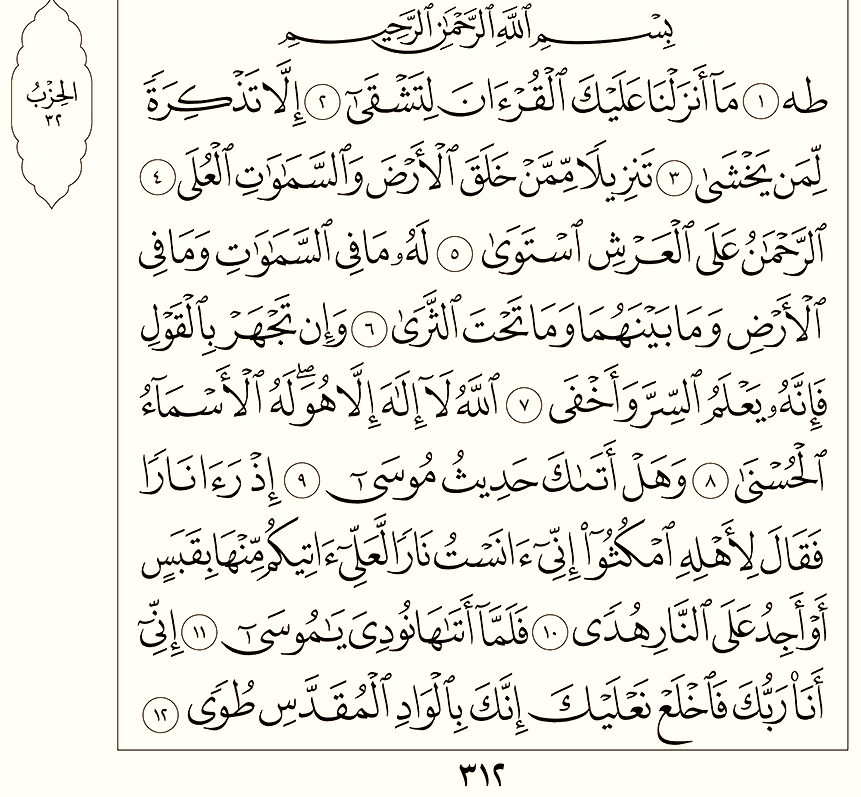 بِسْمِ ٱللَّهِ ٱلرَّحْمَٰنِ ٱلرَّحِيمِ
طه ١ مَآ أَنزَلْنَا عَلَيْكَ ٱلْقُرْءَانَ لِتَشْقَىٰٓ ٢ إِلَّا تَذْكِرَةً
لِّمَن يَخْشَىٰ ٣ تَنزِيلًا مِّمَّنْ خَلَقَ ٱلْأَرْضَ وَٱلسَّمَٰوَٰتِ ٱلْعُلَى ٤
ٱلرَّحْمَٰنُ عَلَى ٱلْعَرْشِ ٱسْتَوَىٰ ٥ لَهُۥ مَا فِى ٱلسَّمَٰوَٰتِ وَمَا فِى
ٱلْأَرْضِ وَمَا بَيْنَهُمَا وَمَا تَحْتَ ٱلثَّرَىٰ ٦ وَإِن تَجْهَرْ بِٱلْقَوْلِ
فَإِنَّهُۥ يَعْلَمُ ٱلسِّرَّ وَأَخْفَى ٧ ٱللَّهُ لَآ إِلَٰهَ إِلَّا هُوَۖ لَهُ ٱلْأَسْمَآءُ
ٱلْحُسْنَىٰ ٨ وَهَلْ أَتَىٰكَ حَدِيثُ مُوسَىٰٓ ٩ إِذْ رَءَا نَارًا
فَقَالَ لِأَهْلِهِ ٱمْكُثُوٓا۟ إِنِّىٓ ءَانَسْتُ نَارًا لَّعَلِّىٓ ءَاتِيكُم مِّنْهَا بِقَبَسٍ
أَوْ أَجِدُ عَلَى ٱلنَّارِ هُدًى ١٠ فَلَمَّآ أَتَىٰهَا نُودِىَ يَٰمُوسَىٰٓ ١١ إِنِّىٓ
أَنَا۠ رَبُّكَ فَٱخْلَعْ نَعْلَيْكَ إِنَّكَ بِٱلْوَادِ ٱلْمُقَدَّسِ طُوًى ١٢
الحِزْبُ
٣٢
٣١٢